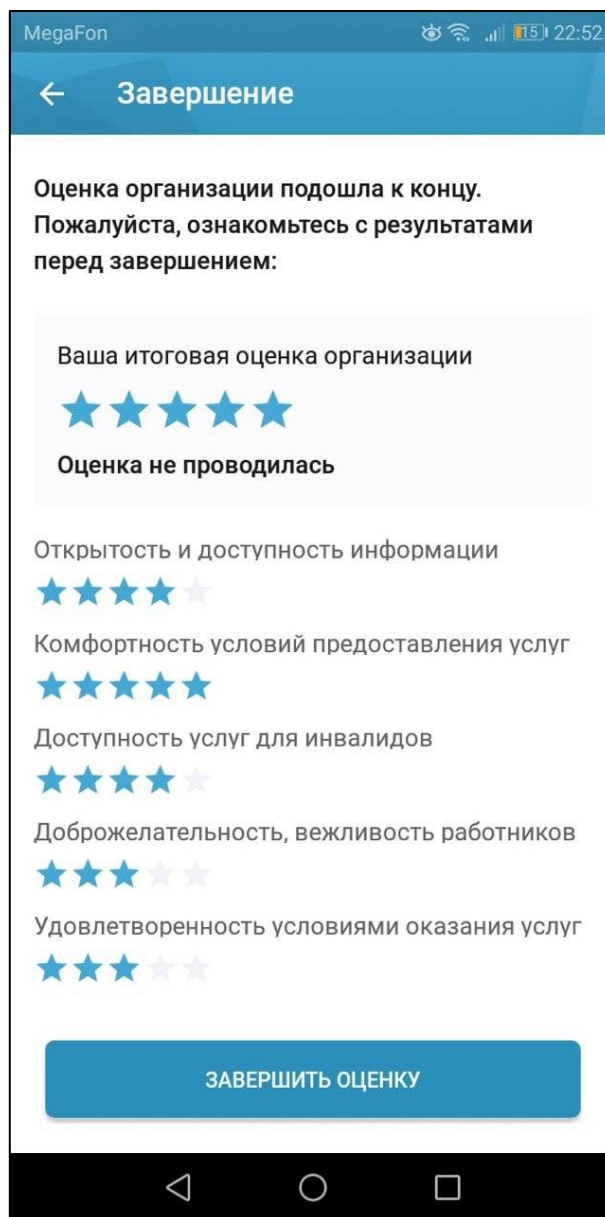 MegaFon 15 22:52
Завершение
Оценка организации подошла к концу.
Пожалуйста, ознакомьтесь с результатами
перед завершением:
Ваша итоговая оценка организации
Оценка не проводилась
Открытость и доступность информации
Комфортность условий предоставления услуг
Доступность услуг для инвалидов
Доброжелательность, вежливость работников
Удовлетворенность условиями оказания услуг
ЗАВЕРШИТЬ ОЦЕНКУ